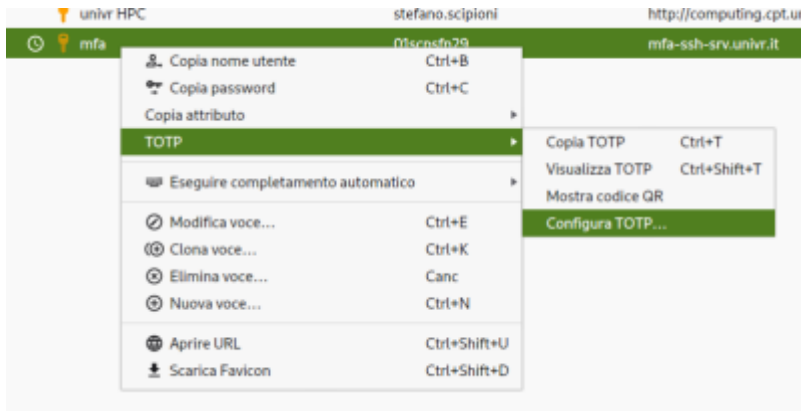 univr HPC stefano.scipioni http://computing.cpt.u
mfa 01scnsfn29 mfa-ssh-srv.univr.it
Copia nome utente Ctrl+B
Copia password Ctrl+C
Copia attributo
TOTP
Copia TOTP Ctrl+T
Visualizza TOTP Ctrl+Shift+T
Mostra codice QR
Configura TOTP...
Eseguire completamento automatico
Modifica voce... Ctrl+E
Clona voce... Ctrl+K
Elimina voce... Canc
Nuova voce... Ctrl+N
Aprire URL Ctrl+Shift+U
Scarica Favicon Ctrl+Shift+D